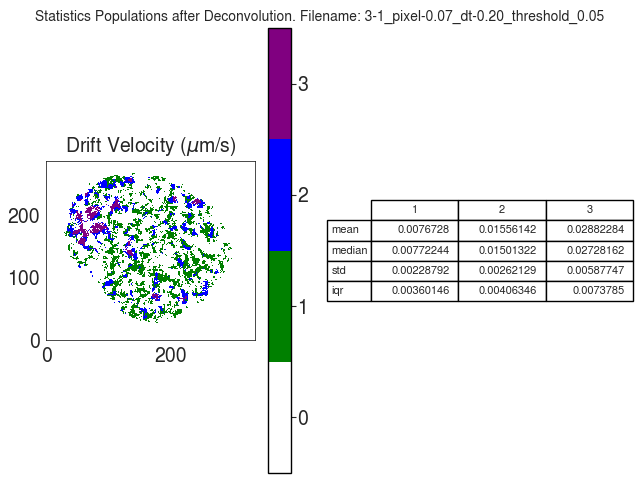 Statistics Populations after Deconvolution. Filename: 3-1_pixel-0.07_dt-0.20_threshold_0.05
Drift Velocity (μm/s)
200
100
0
0 200
3
2
1
0
1 2 3
mean 0.0076728 0.01556142 0.02882284
median 0.00772244 0.01501322 0.02728162
std 0.00228792 0.00262129 0.00587747
iqr 0.00360146 0.00406346 0.0073785